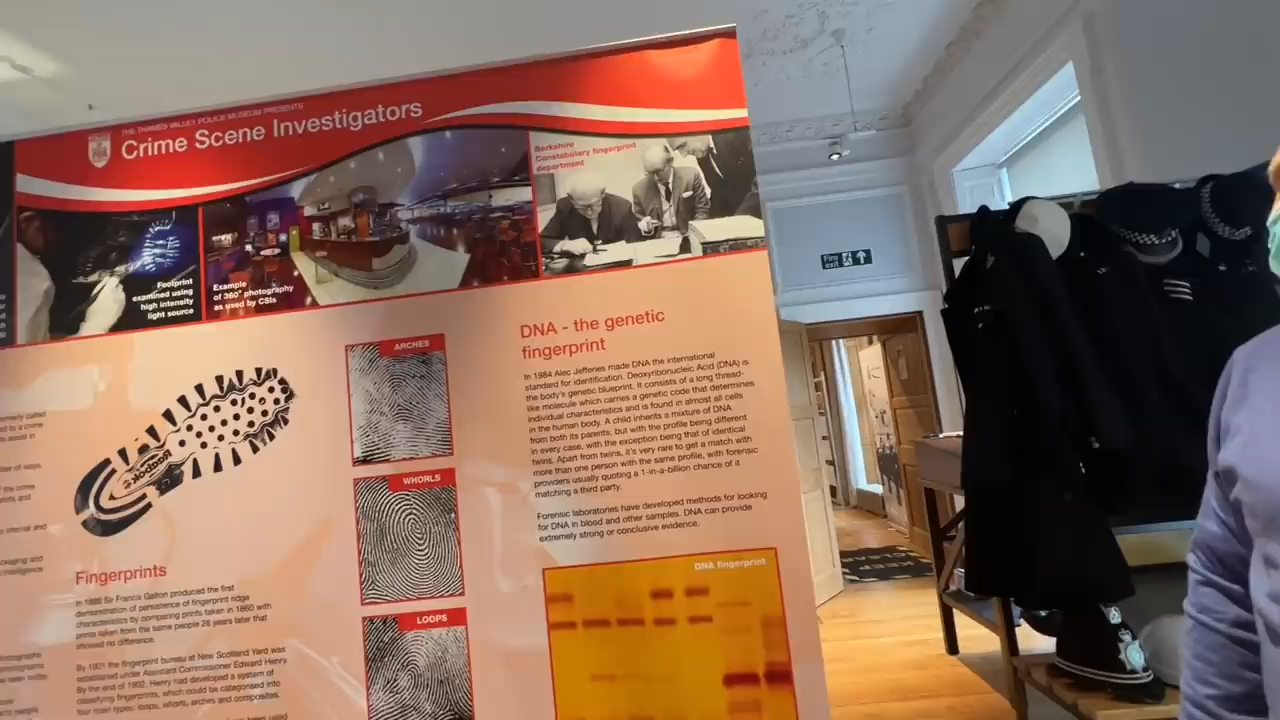 THE THAMES VALLEY POLICE MUSEUM PRESENTS
Crime Scene Investigators
Footprint
examined using
high intensity
light source
Example
of 360° photography
as used by CSIs
Berkshire
Constabulary fingerprint
department
Fire
exit
ARCHES
WHORLS
LOOPS
Reebok
Fingerprints
In 1888 Sir Francis Galton produced the first
demonstration of persistence of fingerprint ridge
characteristics by comparing prints taken in 1860 with
prints taken from the same people 28 years later that
showed no difference.
By 1901 the fingerprint bureau at New Scotland Yard was
established under Assistant Commissioner Edward Henry.
By the end of 1902, Henry had developed a system of
classifying fingerprints, which could be categorised into
four main types; loops, whorls, arches and composites.
DNA - the genetic
fingerprint
In 1984 Alec Jefferies made DNA the international
standard for identification. Deoxyribonucleic Acid (DNA) is
the body's genetic blueprint. It consists of a long thread-
like molecule which carries a genetic code that determines
individual characteristics and is found in almost all cells
in the human body. A child inherits a mixture of DNA
from both its parents, but with the profile being different
in every case, with the exception being that of identical
twins. Apart from twins, it's very rare to get a match with
more than one person with the same profile, with forensic
providers usually quoting a 1-in-a-billion chance of it
matching a third party.
Forensic laboratories have developed methods for looking
for DNA in blood and other samples. DNA can provide
extremely strong or conclusive evidence.
DNA fingerprint
KEEP
CLEAR